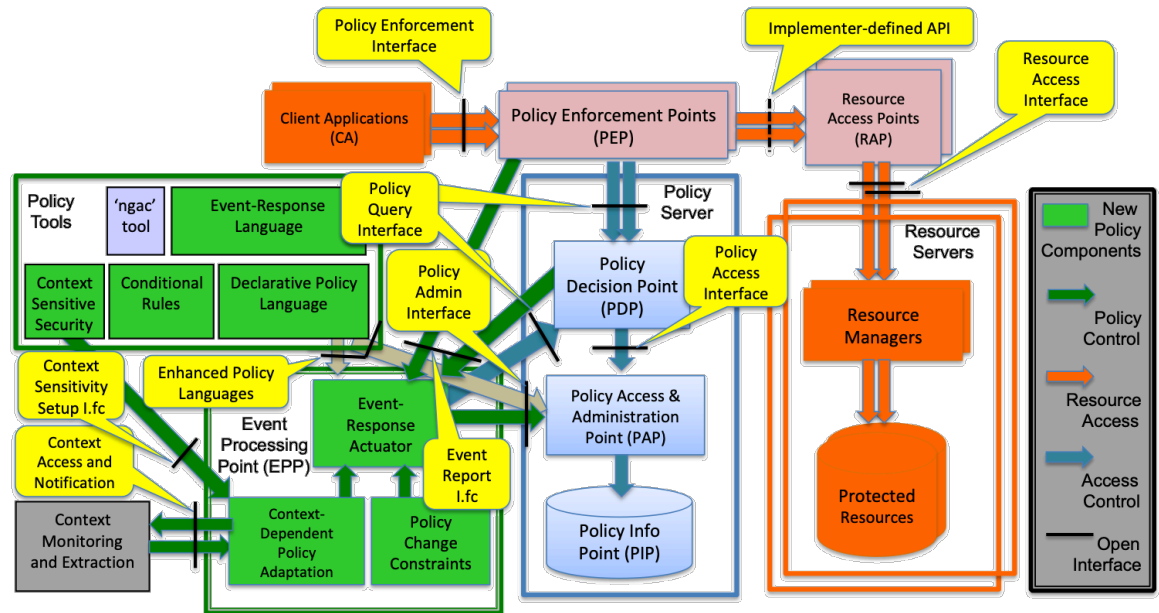 Policy Enforcement
Interface
Implementer-defined API
Resource
Access
Interface
Client Applications
(CA)
Policy Enforcement Points
(PEP)
Resource
Access Points
(RAP)
Policy
Tools
‘ngac’
tool
Event-Response
Language
Context
Sensitive
Security
Conditional
Rules
Declarative Policy
Language
Policy
Query
Interface
Policy
Server
Policy
Admin
Interface
Policy
Decision Point
(PDP)
Policy
Access
Interface
Resource
Servers
Resource
Managers
Protected
Resources
New
Policy
Components
Policy
Control
Resource
Access
Access
Control
Open
Interface
Context
Sensitivity
Setup I.fc
Enhanced Policy
Languages
Context
Access and
Notification
Event
Processing
Point (EPP)
Event-
Response
Actuator
Event
Report
I.fc
Policy Access &
Administration
Point (PAP)
Policy Info
Point (PIP)
Context
Monitoring
and Extraction
Context-
Dependent
Policy
Adaptation
Policy
Change
Constraints